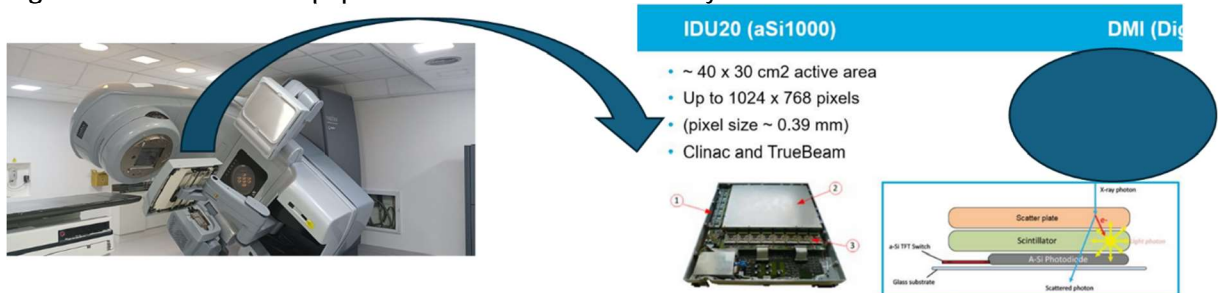 IDU20 (aSi1000)
DMI (Dig
• ~ 40 x 30 cm2 active area
• Up to 1024 x 768 pixels
• (pixel size ~ 0.39 mm)
• Clinac and TrueBeam
1
2
3
X-ray photon
e-
Scatter plate
Scintillator
light photon
a-Si TFT Switch
A-Si Photodiode
Glass substrate
Scattered photon